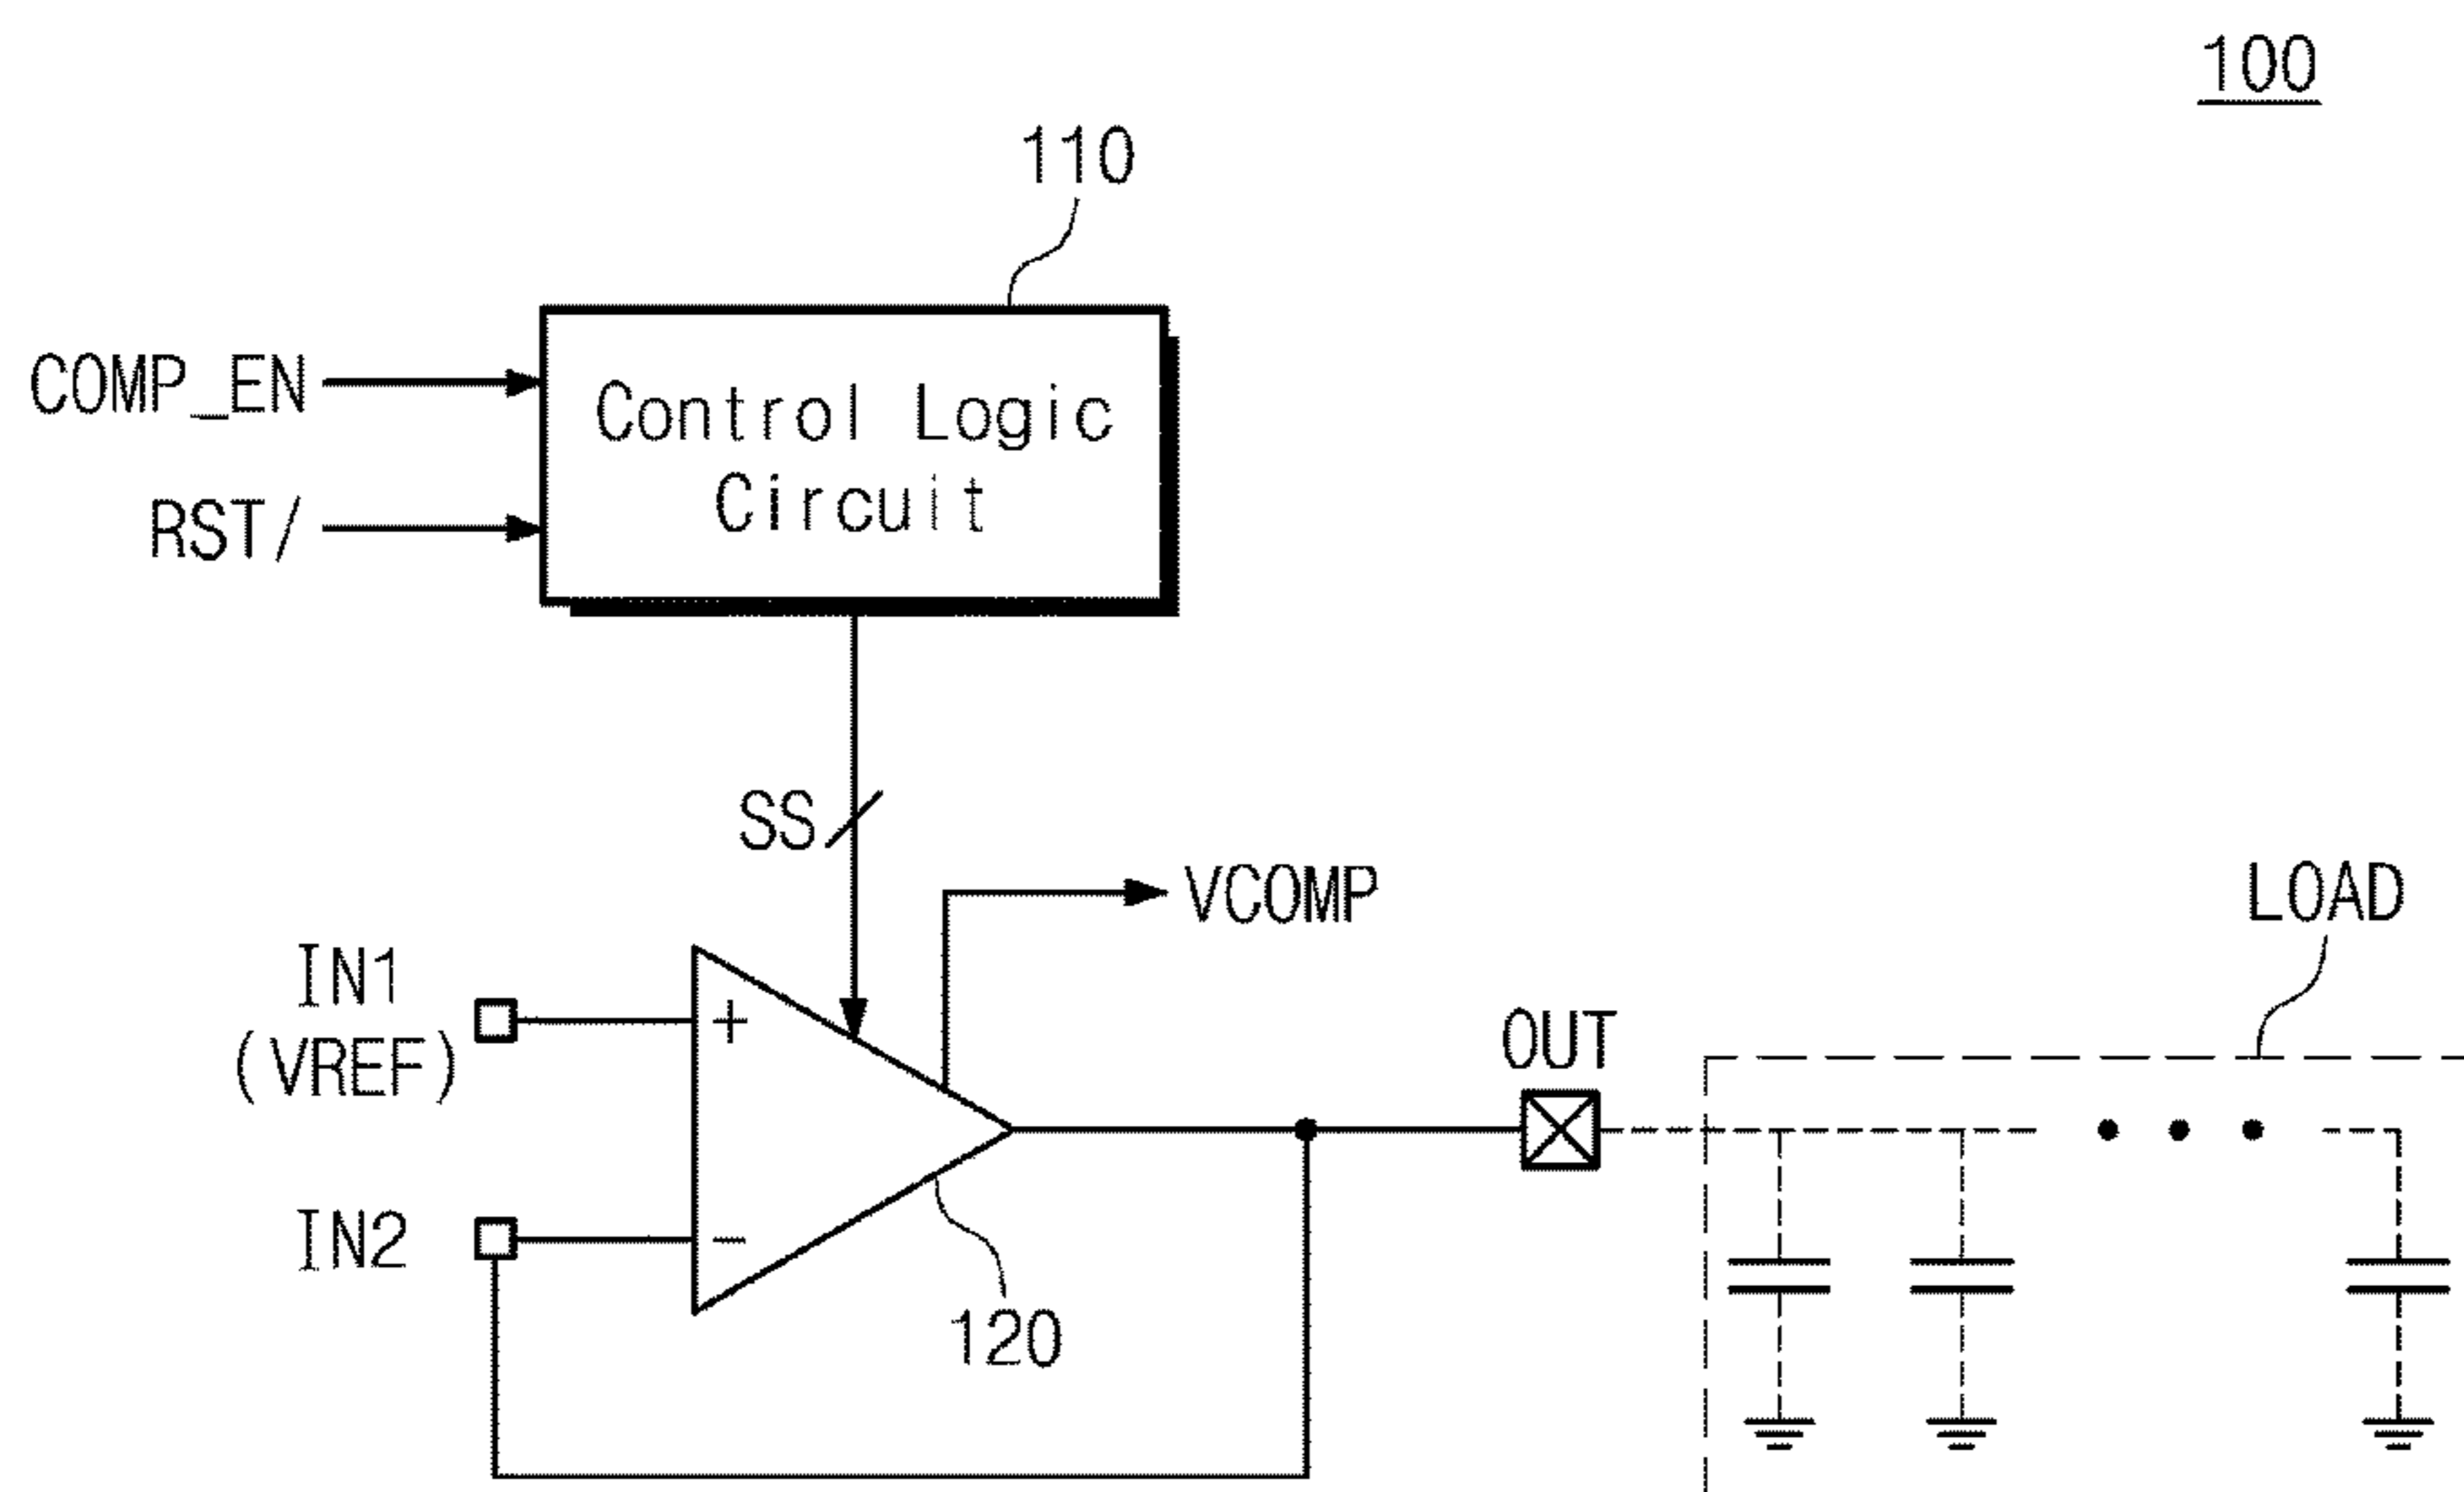 100
110
COMP_EN
Control Logic
Circuit
RST/
SS
VCOMP
LOAD
IN1
(VREF)
+
OUT
IN2
-
120